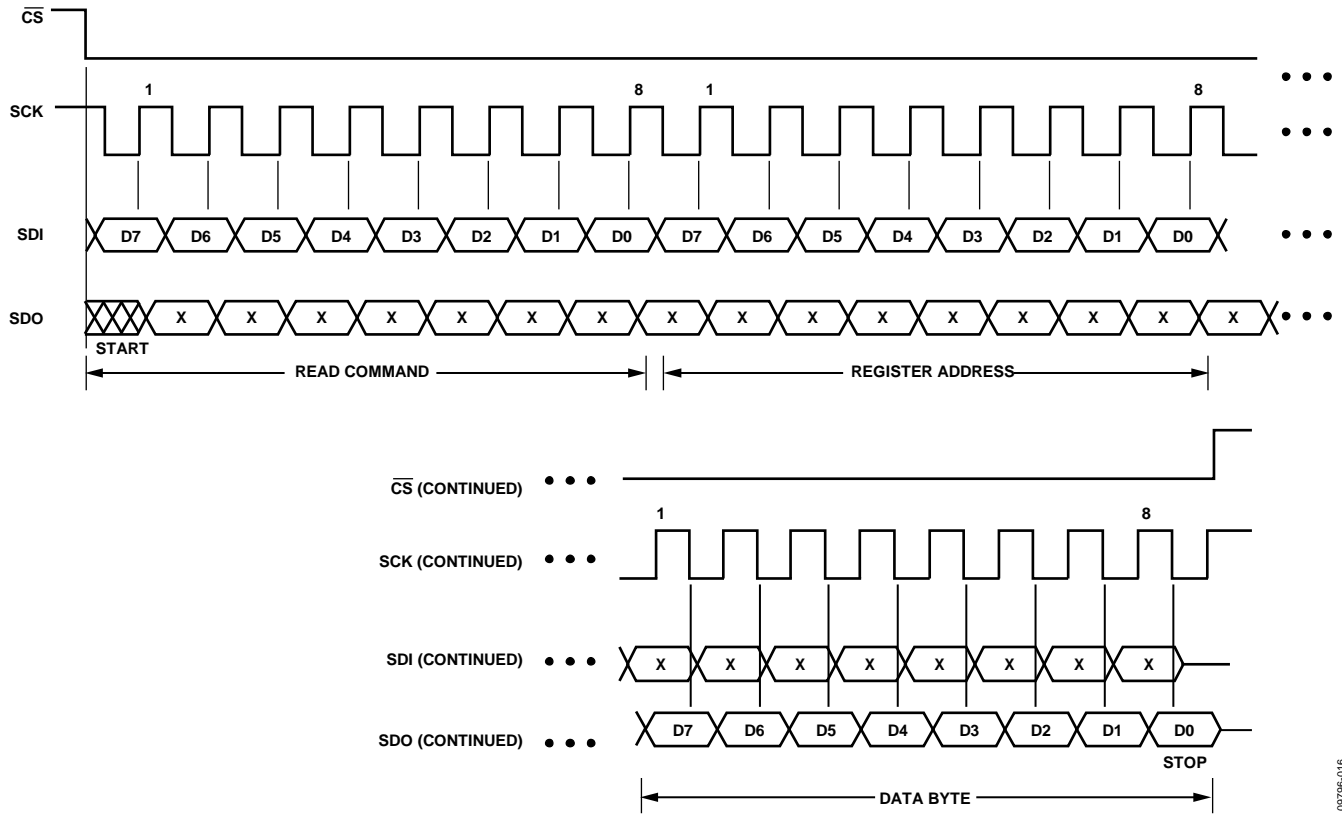 CS
SCK 1 8 1 8
SDI D7 D6 D5 D4 D3 D2 D1 D0 D7 D6 D5 D4 D3 D2 D1 D0
SDO X X X X X X X X X X X X X X X X
START
READ COMMAND REGISTER ADDRESS
CS (CONTINUED)
1 8
SCK (CONTINUED)
SDI (CONTINUED) X X X X X X X X
SDO (CONTINUED) D7 D6 D5 D4 D3 D2 D1 D0
STOP
DATA BYTE
09796-016